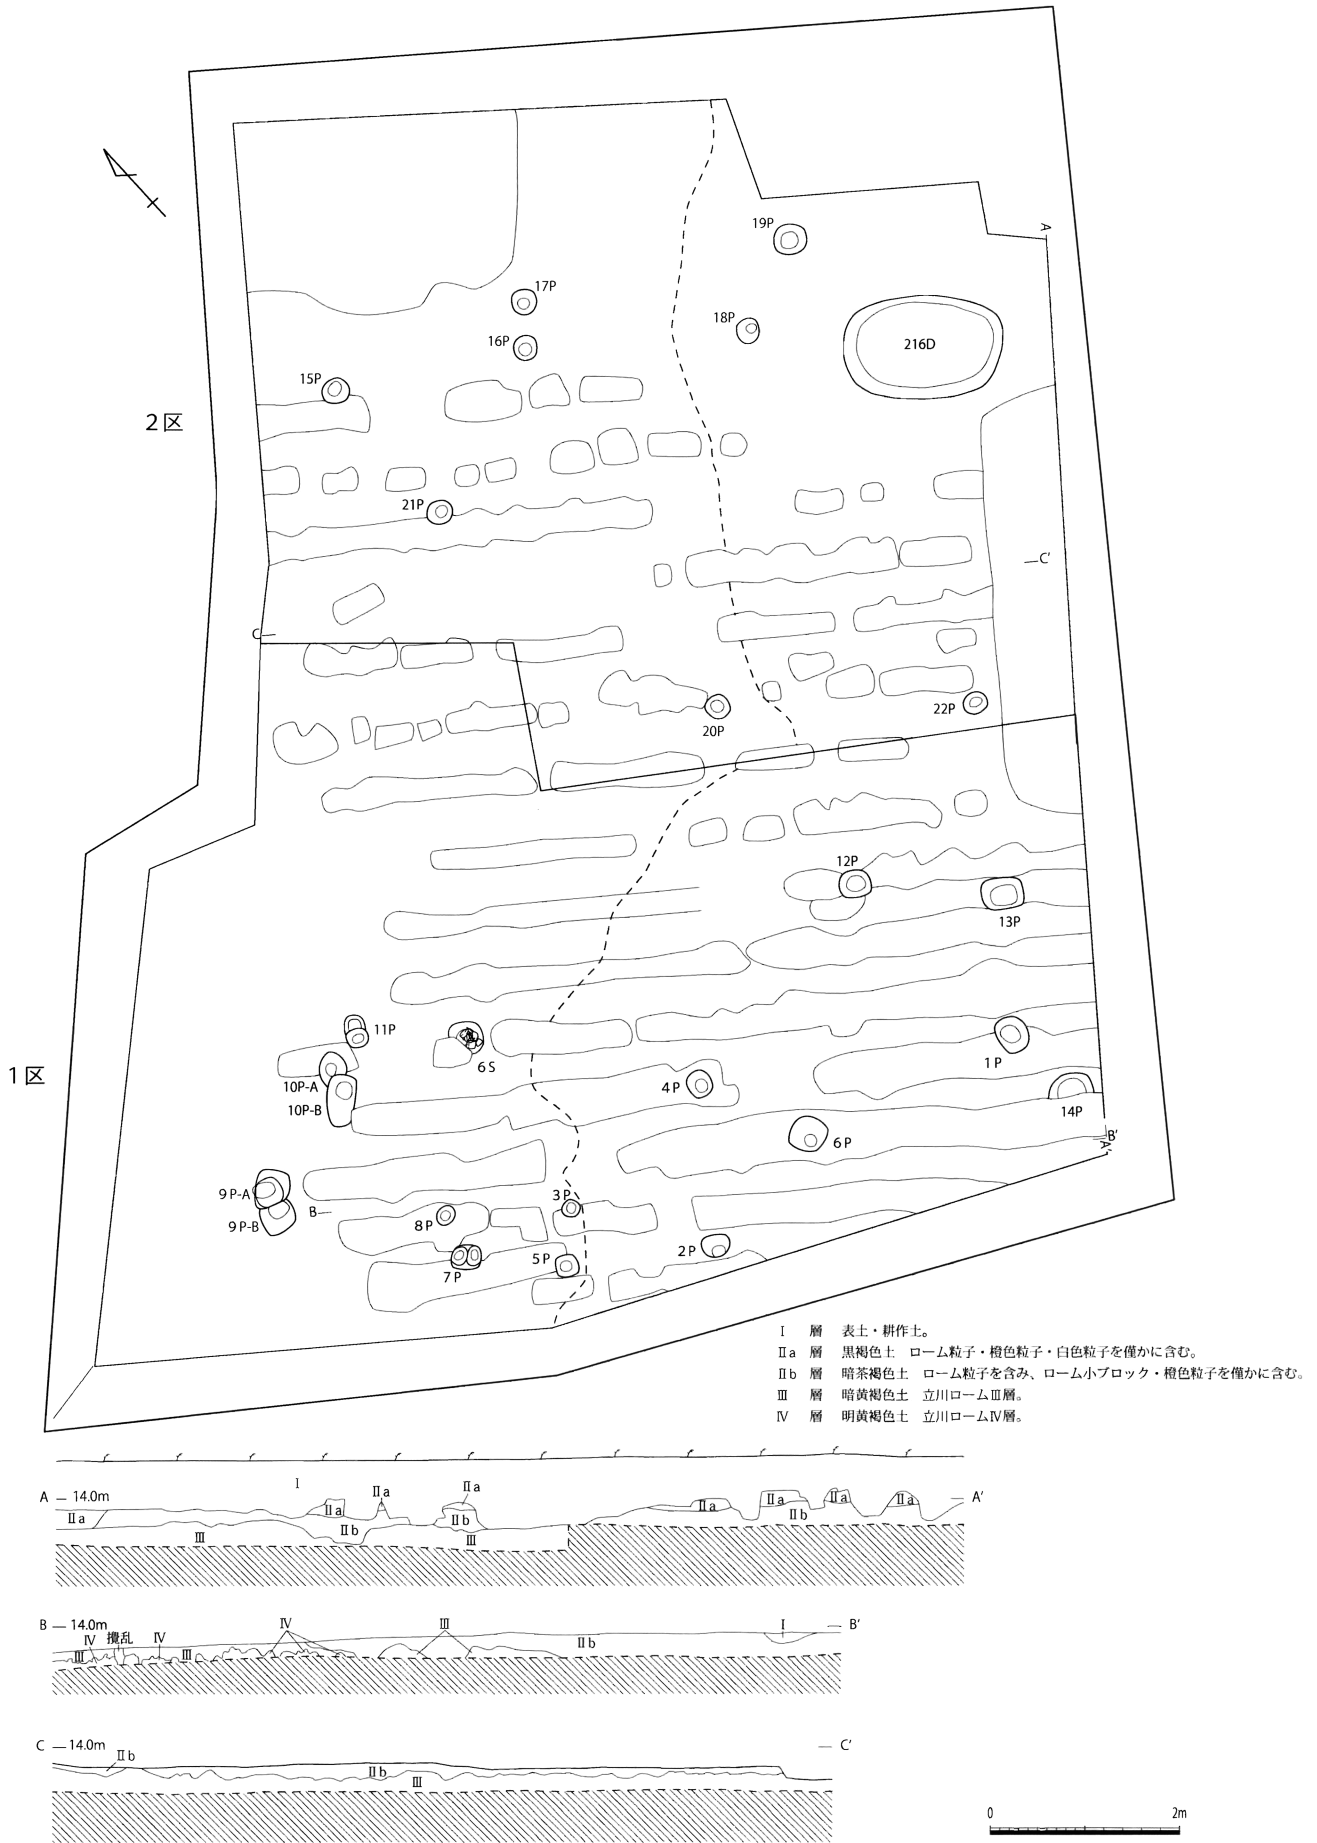 A
19P
17P
18P
16P
216D
15P
2区
21P
C'
C
22P
20P
12P
13P
11P
6S
1P
1区
10P-A
4P
10P-B
14P
6P
B'
A'
9P-A
3P
B
8P
9P-B
2P
5P
7P
Ⅰ 層 表土・耕作土。
Ⅱa 層 黒褐色土 ローム粒子・橙色粒子・白色粒子を僅かに含む。
Ⅱb 層 暗茶褐色土 ローム粒子を含み、ローム小ブロック・橙色粒子を僅かに含む。
Ⅲ 層 暗黄褐色土 立川ロームⅢ層。
Ⅳ 層 明黄褐色土 立川ロームⅣ層。
Ⅰ
A 14.0m Ⅱa Ⅱa A'
Ⅱa Ⅱa Ⅱa Ⅱa Ⅱa Ⅱa
Ⅱb Ⅱb Ⅱb
Ⅲ Ⅲ
B 14.0m Ⅳ Ⅲ Ⅰ B'
Ⅳ 攪乱 Ⅳ
Ⅲ Ⅲ Ⅱb
C 14.0m C'
Ⅱb
Ⅱb
Ⅲ
0 2m